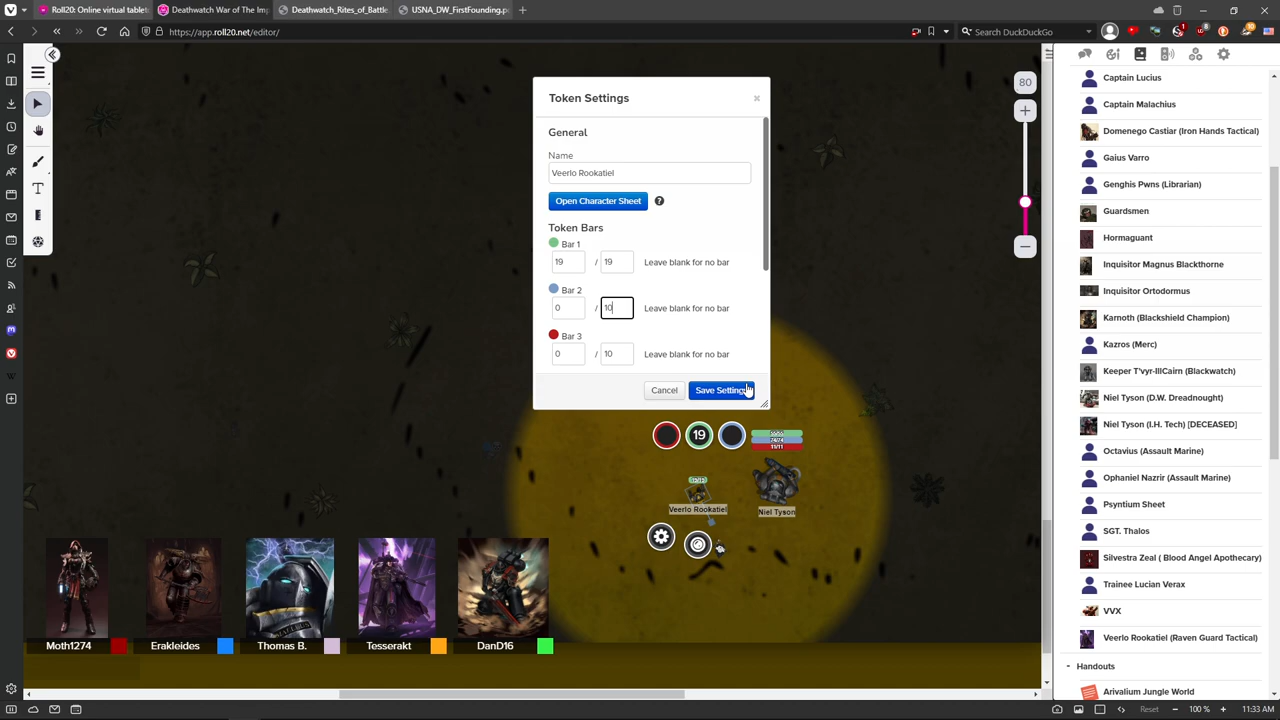 Roll20: Online virtual tablet
Deathwatch War of The Imp
Deathwatch_Rites_of_Battle
USNA_DW_FirstFounding.p
https://app.roll20.net/editor/
Search DuckDuckGo
80
Token Settings
×
General
Name
Veerlo Rookatiel
Open Character Sheet
?
Token Bars
Bar 1
19 / 19 Leave blank for no bar
Bar 2
0 / 10 Leave blank for no bar
Bar 3
0 / 10 Leave blank for no bar
Cancel
Save Settings
19
74/74
11/11
Veerlo Rookatiel
Niel Tyson
Moth1274
Erakleides
Thomas B.
Tesserakt
DanD16
Captain Lucius
Captain Malachius
Domenego Castiar (Iron Hands Tactical)
Gaius Varro
Genghis Pwns (Librarian)
Guardsmen
Hormaguant
Inquisitor Magnus Blackthorne
Inquisitor Ortodormus
Karnoth (Blackshield Champion)
Kazros (Merc)
Keeper T'vyr-IllCairn (Blackwatch)
Niel Tyson (D.W. Dreadnought)
Niel Tyson (I.H. Tech) [DECEASED]
Octavius (Assault Marine)
Ophaniel Nazrir (Assault Marine)
Psyntium Sheet
SGT. Thalos
Silvestra Zeal ( Blood Angel Apothecary)
Trainee Lucian Verax
VVX
Veerlo Rookatiel (Raven Guard Tactical)
Handouts
Arivalium Jungle World
Reset
100 %
11:33 AM